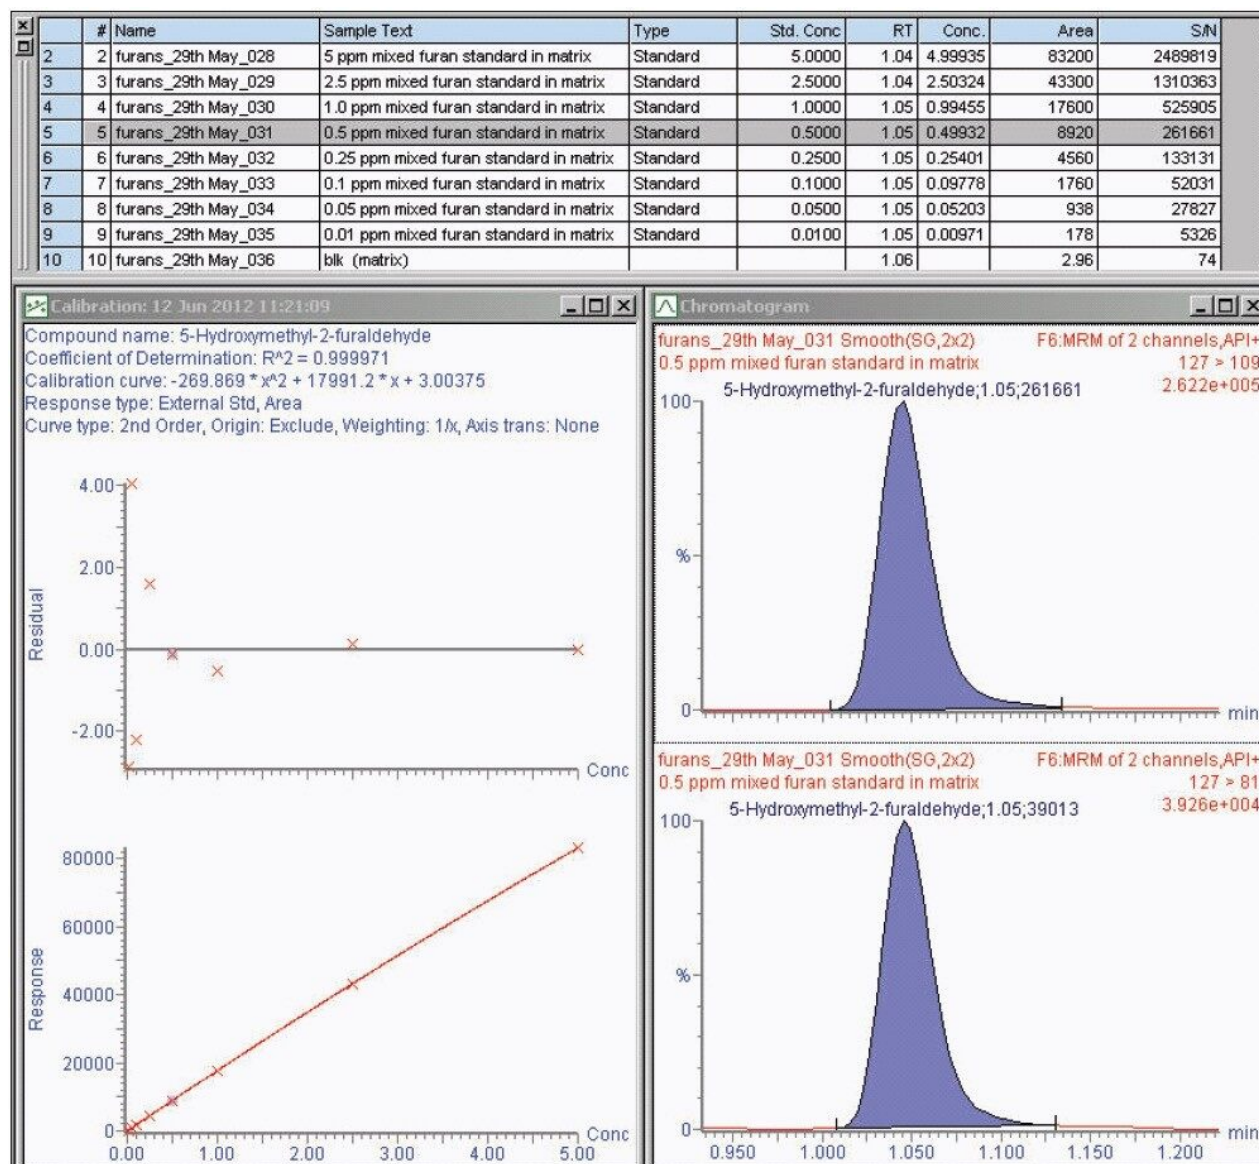 # Name Sample Text Type Std. Conc RT Conc. Area S/N
2 2 furans_29th May_028 5 ppm mixed furan standard in matrix Standard 5.0000 1.04 4.99935 83200 2489819
3 3 furans_29th May_029 2.5 ppm mixed furan standard in matrix Standard 2.5000 1.04 2.50324 43300 1310363
4 4 furans_29th May_030 1.0 ppm mixed furan standard in matrix Standard 1.0000 1.05 0.99455 17600 525905
5 5 furans_29th May_031 0.5 ppm mixed furan standard in matrix Standard 0.5000 1.05 0.49932 8920 261661
6 6 furans_29th May_032 0.25 ppm mixed furan standard in matrix Standard 0.2500 1.05 0.25401 4560 133131
7 7 furans_29th May_033 0.1 ppm mixed furan standard in matrix Standard 0.1000 1.05 0.09778 1760 52031
8 8 furans_29th May_034 0.05 ppm mixed furan standard in matrix Standard 0.0500 1.05 0.05203 938 27827
9 9 furans_29th May_035 0.01 ppm mixed furan standard in matrix Standard 0.0100 1.05 0.00971 178 5326
10 10 furans_29th May_036 blk (matrix) 1.06 2.96 74
Calibration: 12 Jun 2012 11:21:09
Compound name: 5-Hydroxymethyl-2-furaldehyde
Coefficient of Determination: R^2 = 0.999971
Calibration curve: -269.869 * x^2 + 17991.2 * x + 3.00375
Response type: External Std, Area
Curve type: 2nd Order, Origin: Exclude, Weighting: 1/x, Axis trans: None
4.00
2.00
0.00
-2.00
Residual
Conc
80000
60000
40000
20000
0
Response
Conc
0.00 1.00 2.00 3.00 4.00 5.00
Chromatogram
furans_29th May_031 Smooth(SG,2x2) F6:MRM of 2 channels,API+
0.5 ppm mixed furan standard in matrix 127 > 109
2.622e+005
5-Hydroxymethyl-2-furaldehyde;1.05;261661
100
%
0
min
furans_29th May_031 Smooth(SG,2x2) F6:MRM of 2 channels,API+
0.5 ppm mixed furan standard in matrix 127 > 81
3.926e+004
5-Hydroxymethyl-2-furaldehyde;1.05;39013
100
%
0
min
0.950 1.000 1.050 1.100 1.150 1.200